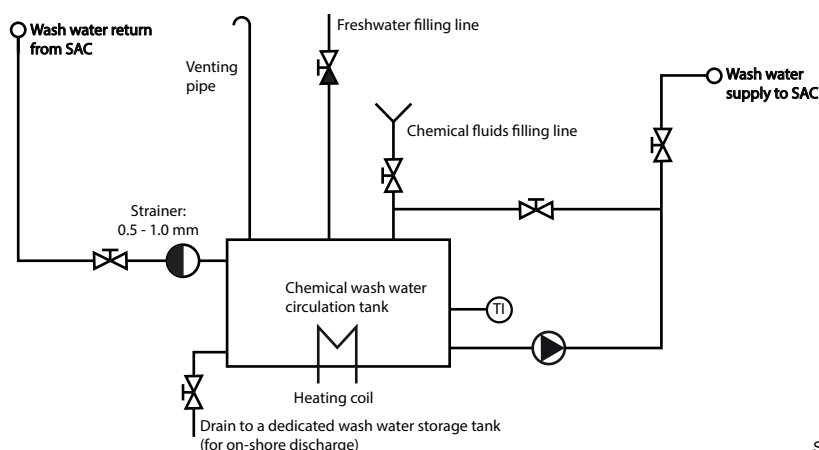 Wash water return
from SAC
Freshwater filling line
Venting
pipe
Wash water
supply to SAC
Chemical fluids filling line
Strainer:
0.5 - 1.0 mm
Chemical wash water
circulation tank
TI
Heating coil
Drain to a dedicated wash water storage tank
(for on-shore discharge)
S